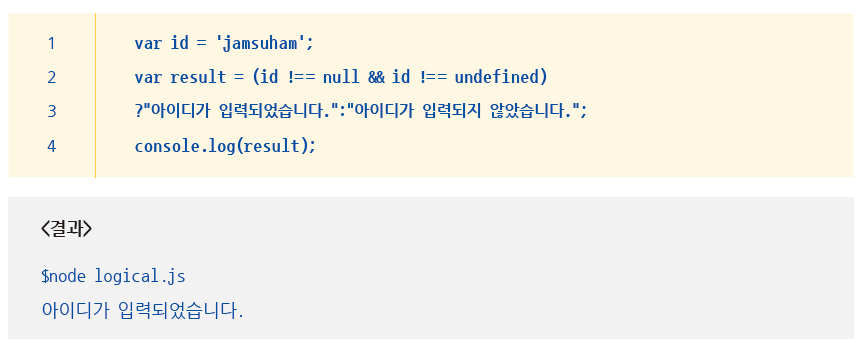 1 var id = 'jamsuham';
2 var result = (id !== null && id !== undefined)
3 ?"아이디가 입력되었습니다.":"아이디가 입력되지 않았습니다.";
4 console.log(result);
<결과>
$node logical.js
아이디가 입력되었습니다.